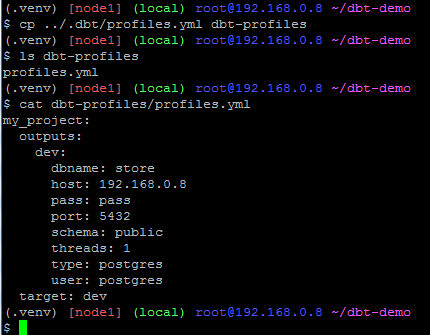 (.venv) [node1] (local) root@192.168.0.8 ~/dbt-demo
$ cp ../.dbt/profiles.yml dbt-profiles
(.venv) [node1] (local) root@192.168.0.8 ~/dbt-demo
$ ls dbt-profiles
profiles.yml
(.venv) [node1] (local) root@192.168.0.8 ~/dbt-demo
$ cat dbt-profiles/profiles.yml
my_project:
  outputs:
    dev:
      dbname: store
      host: 192.168.0.8
      pass: pass
      port: 5432
      schema: public
      threads: 1
      type: postgres
      user: postgres
  target: dev
(.venv) [node1] (local) root@192.168.0.8 ~/dbt-demo
$